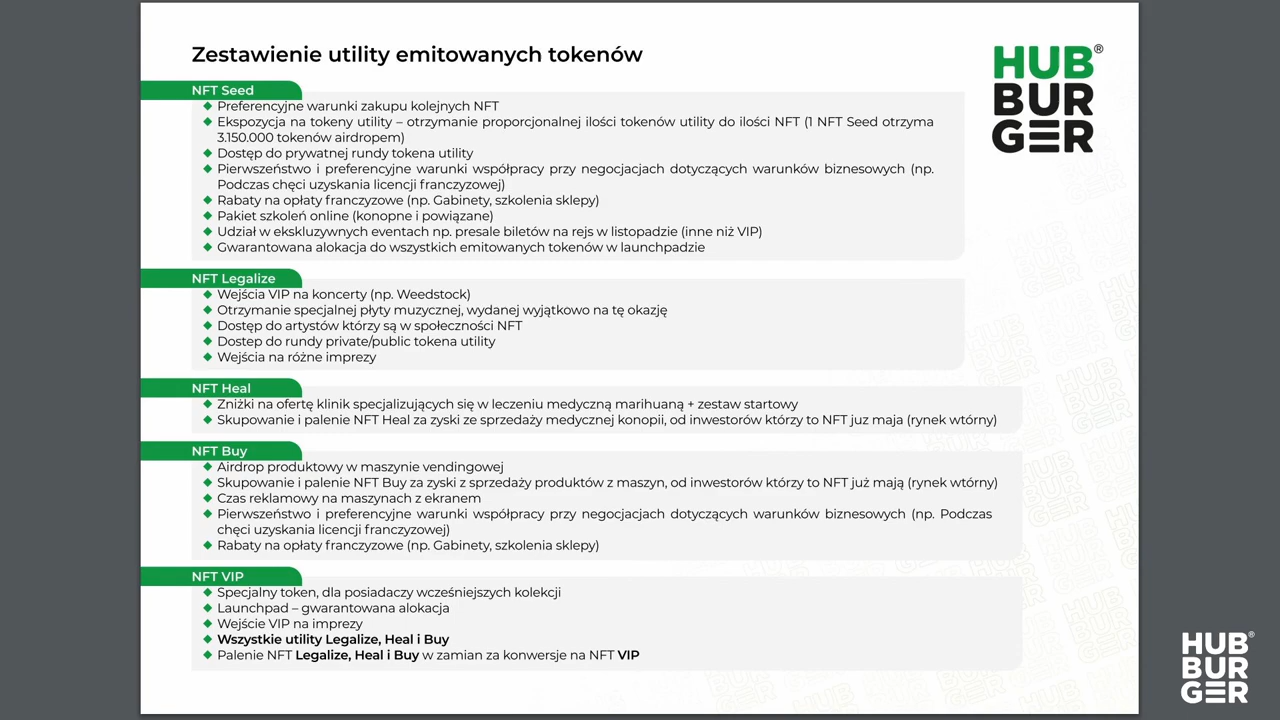 Zestawienie utility emitowanych tokenów
HUB®
BUR
GER
NFT Seed
Preferencyjne warunki zakupu kolejnych NFT
Ekspozycja na tokeny utility – otrzymanie proporcjonalnej ilości tokenów utility do ilości NFT (1 NFT Seed otrzyma
3.150.000 tokenów airdropem)
Dostęp do prywatnej rundy tokena utility
Pierwszeństwo i preferencyjne warunki współpracy przy negocjacjach dotyczących warunków biznesowych (np.
Podczas chęci uzyskania licencji franczyzowej)
Rabaty na opłaty franczyzowe (np. Gabinety, szkolenia sklepy)
Pakiet szkoleń online (konopne i powiązane)
Udział w ekskluzywnych eventach np. presale biletów na rejs w listopadzie (inne niż VIP)
Gwarantowana alokacja do wszystkich emitowanych tokenów w launchpadzie
NFT Legalize
Wejścia VIP na koncerty (np. Weedstock)
Otrzymanie specjalnej płyty muzycznej, wydanej wyjątkowo na tę okazję
Dostęp do artystów którzy są w społeczności NFT
Dostep do rundy private/public tokena utility
Wejścia na różne imprezy
NFT Heal
Zniżki na ofertę klinik specjalizujących się w leczeniu medyczną marihuaną + zestaw startowy
Skupowanie i palenie NFT Heal za zyski ze sprzedaży medycznej konopii, od inwestorów którzy to NFT juz maja (rynek wtórny)
NFT Buy
Airdrop produktowy w maszynie vendingowej
Skupowanie i palenie NFT Buy za zyski z sprzedaży produktów z maszyn, od inwestorów którzy to NFT już mają (rynek wtórny)
Czas reklamowy na maszynach z ekranem
Pierwszeństwo i preferencyjne warunki współpracy przy negocjacjach dotyczących warunków biznesowych (np. Podczas
chęci uzyskania licencji franczyzowej)
Rabaty na opłaty franczyzowe (np. Gabinety, szkolenia sklepy)
NFT VIP
Specjalny token, dla posiadaczy wcześniejszych kolekcji
Launchpad – gwarantowana alokacja
Wejście VIP na imprezy
Wszystkie utility Legalize, Heal i Buy
Palenie NFT Legalize, Heal i Buy w zamian za konwersje na NFT VIP
HUB®
BUR
GER